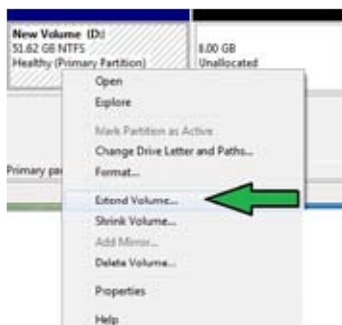 New Volume (D:)
51.62 GB NTFS
Healthy (Primary Partition)
8.00 GB
Unallocated
Open
Explore
Mark Partition as Active
Change Drive Letter and Paths...
Format...
Primary pa
Extend Volume...
Shrink Volume...
Add Mirror...
Delete Volume...
Properties
Help